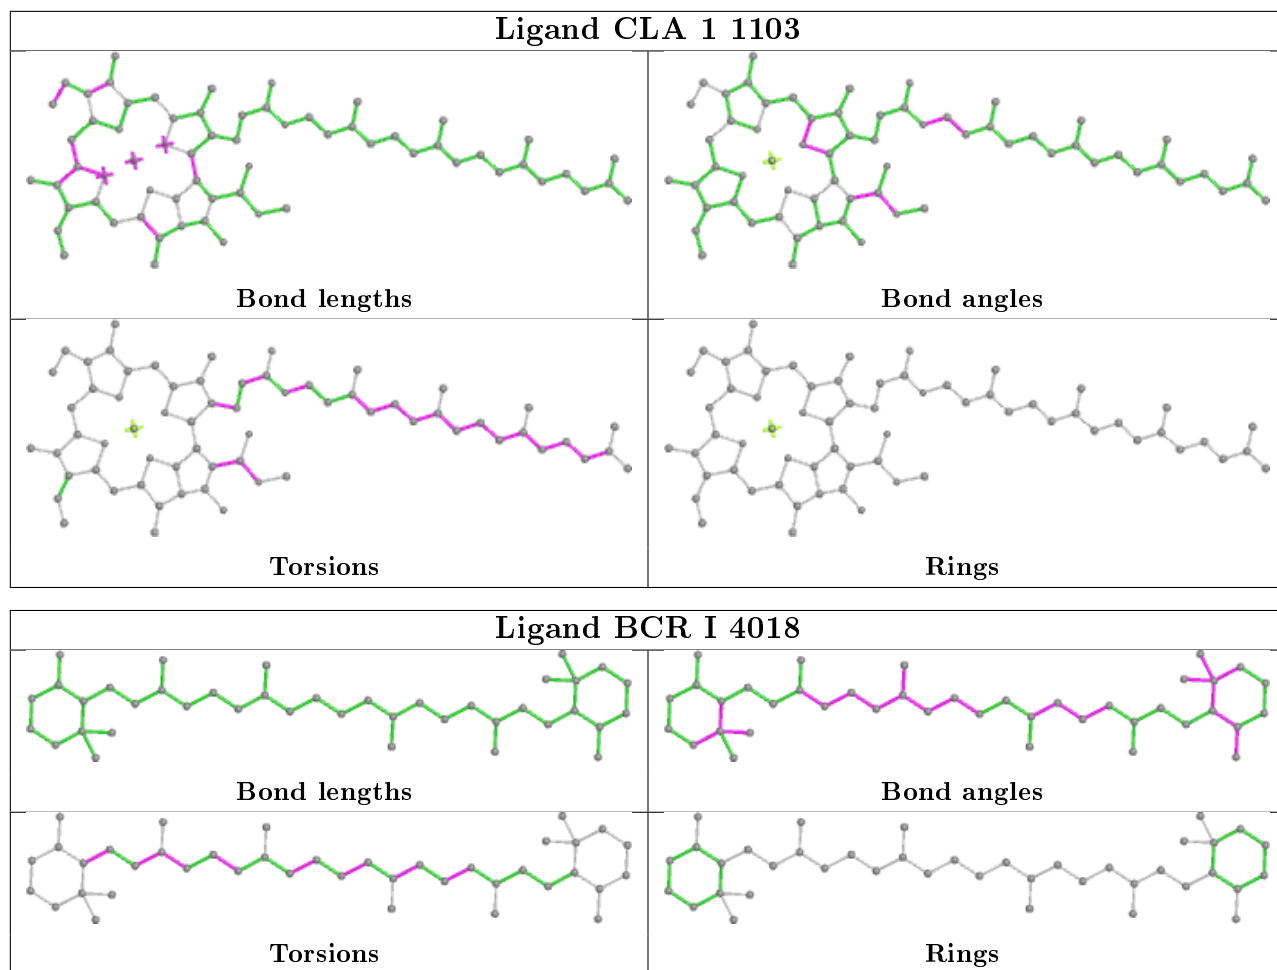 Ligand CLA 1 1103
Bond lengths
Bond angles
Torsions
Rings
Ligand BCR I 4018
Bond lengths
Bond angles
Torsions
Rings